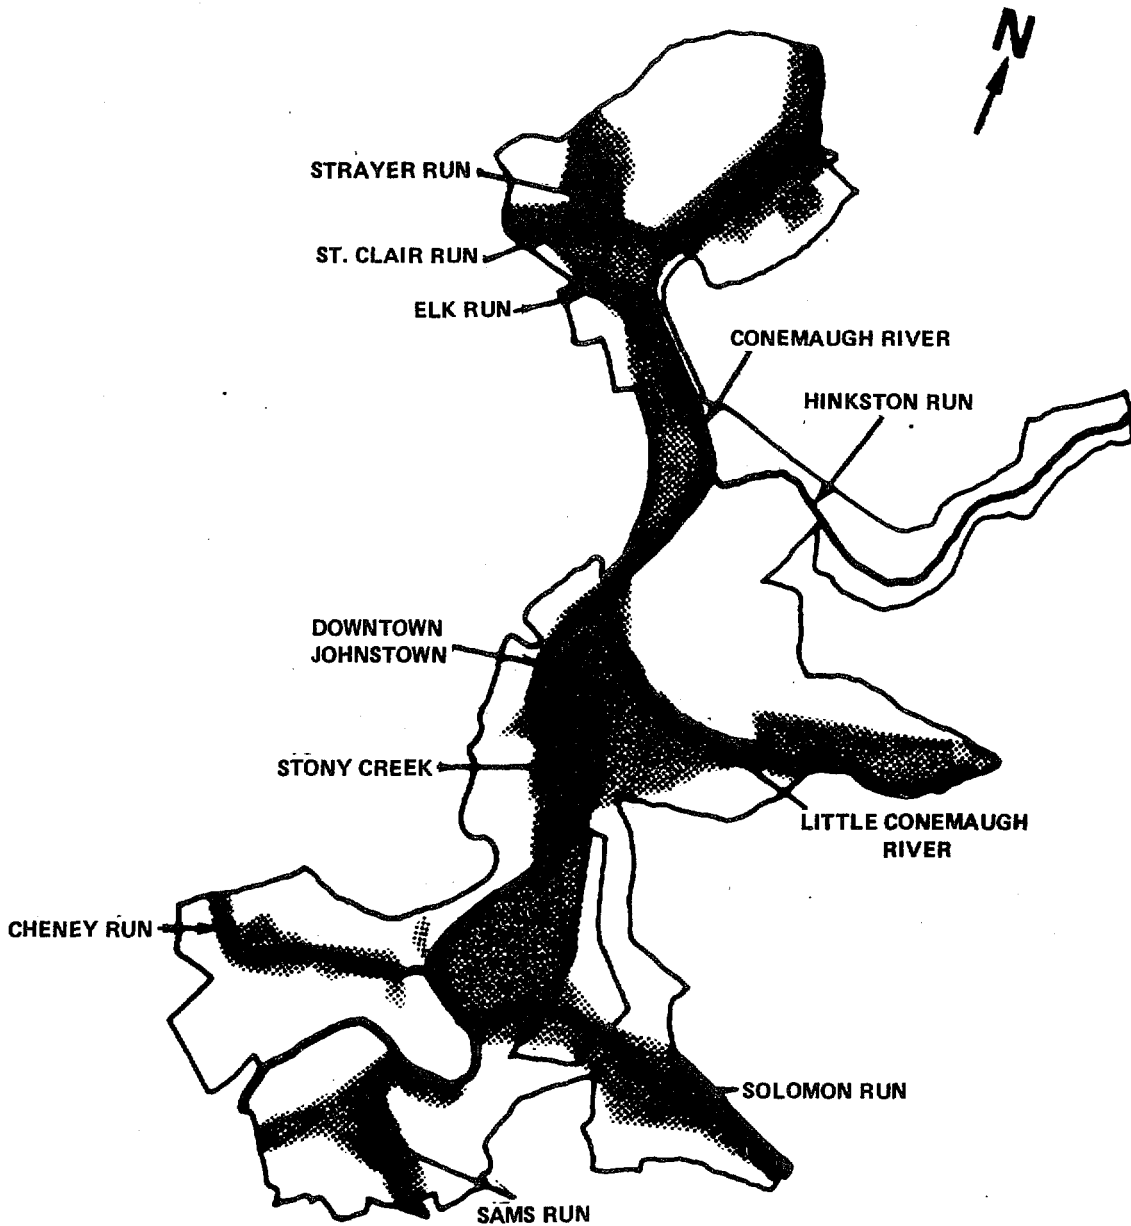 N
STRAYER RUN
ST. CLAIR RUN
ELK RUN
CONEMAUGH RIVER
HINKSTON RUN
DOWNTOWN
JOHNSTOWN
STONY CREEK
LITTLE CONEMAUGH
RIVER
CHENEY RUN
SOLOMON RUN
SAMS RUN